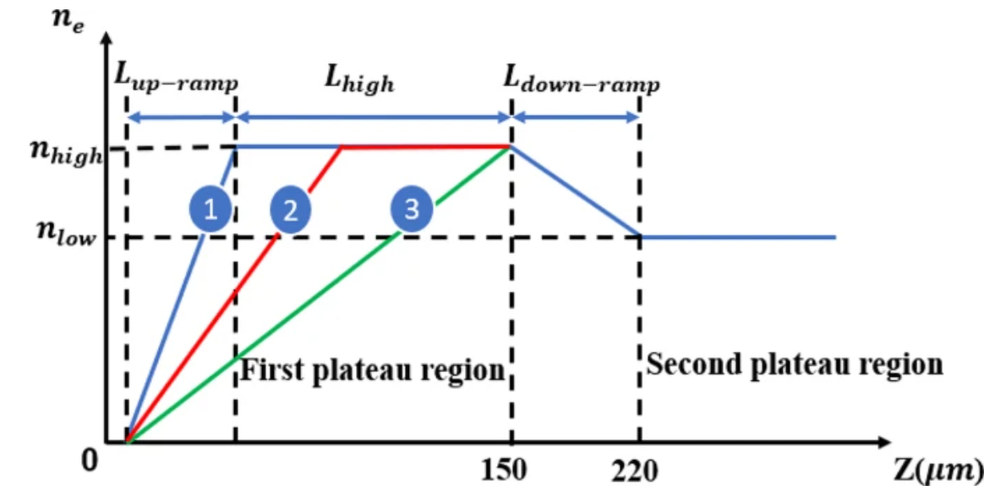 n_e
L_up-ramp L_high L_down-ramp
n_high
1 2 3
n_low
First plateau region Second plateau region
0 150 220 Z(μm)